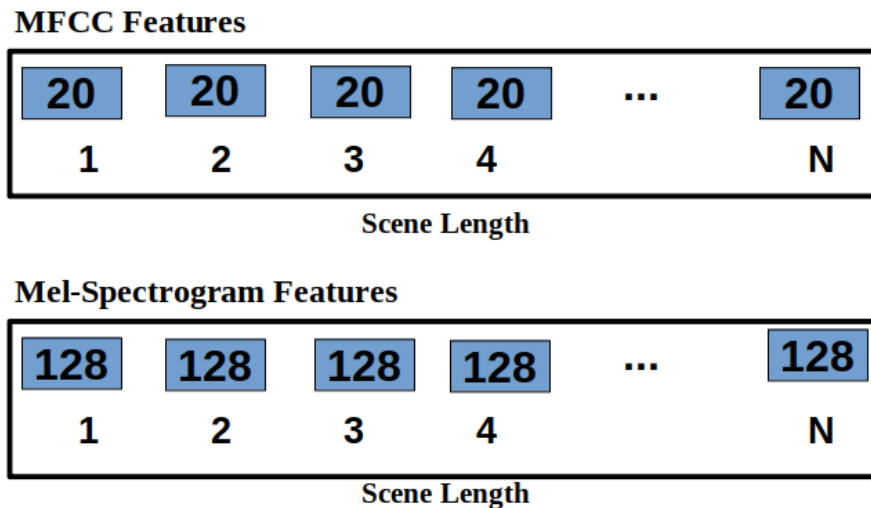 MFCC Features
20 20 20 20 ... 20
1 2 3 4 N
Scene Length
Mel-Spectrogram Features
128 128 128 128 ... 128
1 2 3 4 N
Scene Length